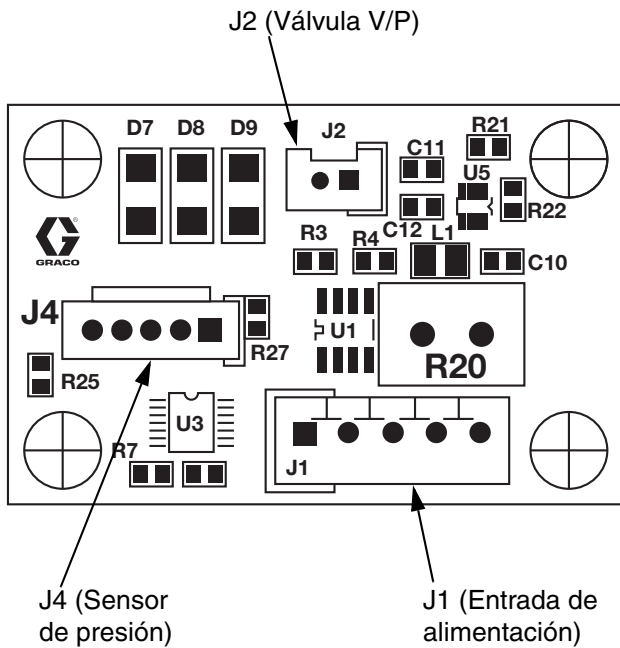 J2 (Válvula V/P)
D7
D8
D9
J2
C11
R21
U5
R22
C12
L1
C10
R3
R4
®
GRACO
J4
R27
U1
R20
R25
U3
R7
J1
J4 (Sensor
de presión)
J1 (Entrada de
alimentación)